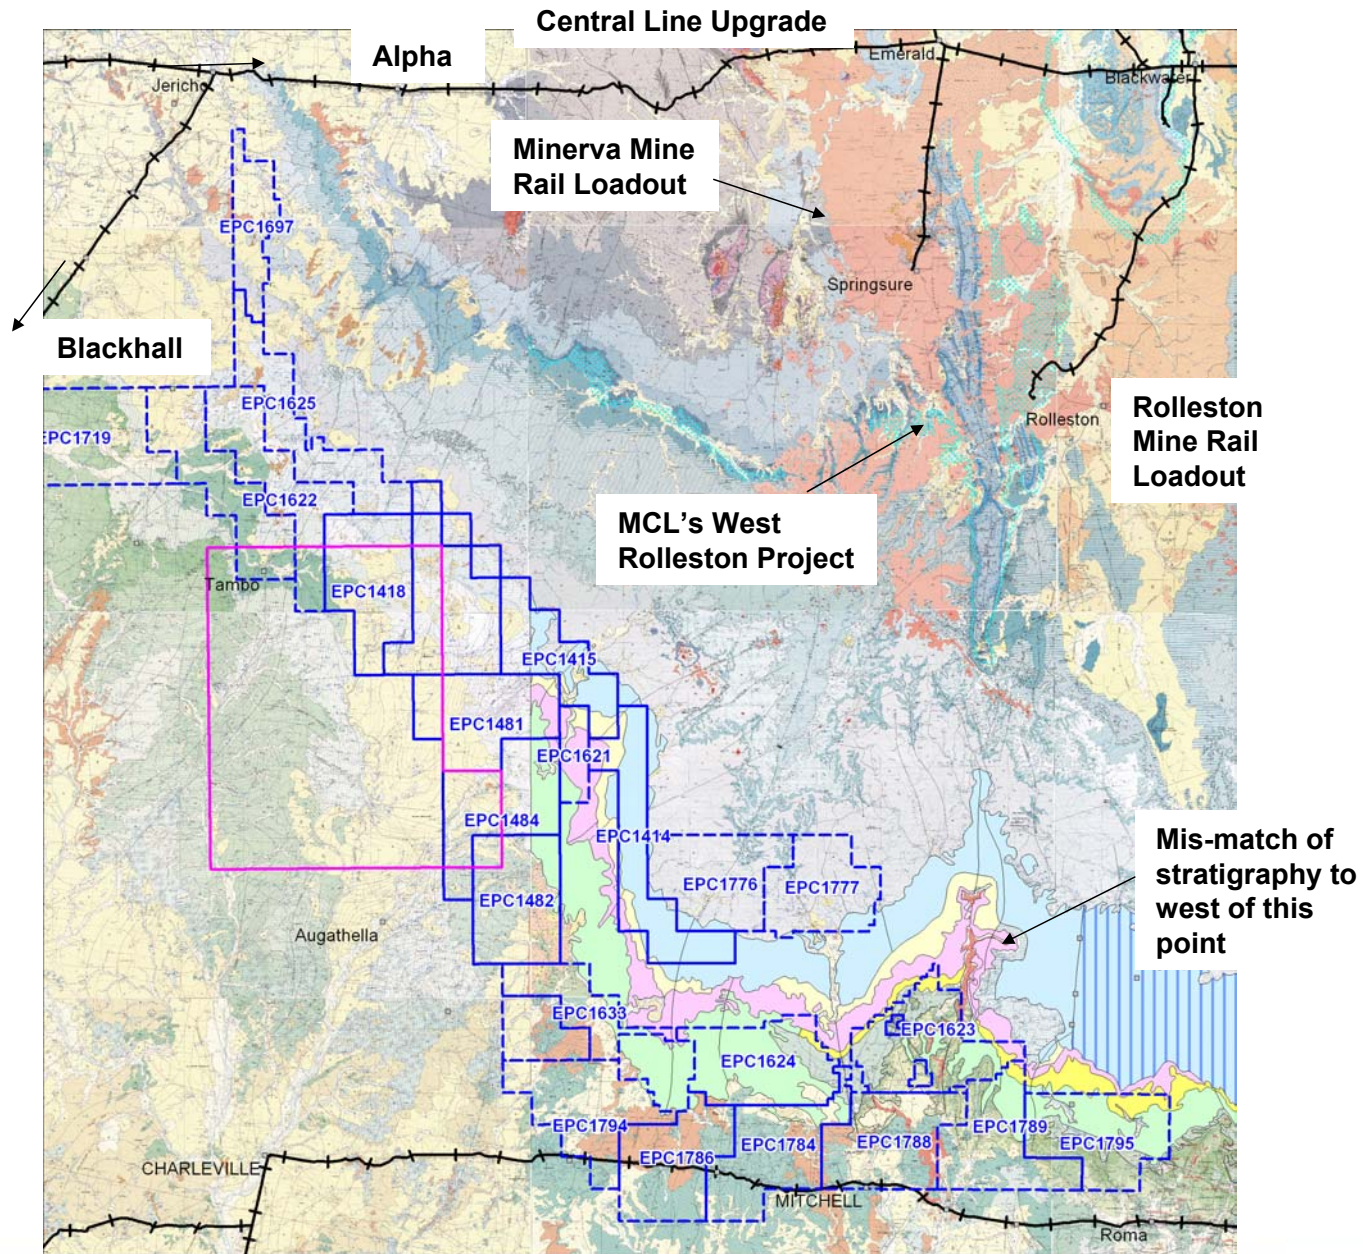 Central Line Upgrade
Alpha
Emerald
Jericho
Blackwater
Minerva Mine
Rail Loadout
EPC1697
Springsure
Blackhall
EPC1625
EPC1719
Rolleston
Rolleston
Mine Rail
Loadout
EPC1622
MCL's West
Rolleston Project
Tambo
EPC1418
EPC1415
EPC1481
EPC1621
EPC1484
EPC1414
Mis-match of
stratigraphy to
west of this
point
EPC1776
EPC1777
EPC1482
Augathella
EPC1633
EPC1623
EPC1624
EPC1794
EPC1784
EPC1788
EPC1789
EPC1795
EPC1786
CHARLEVILLE
MITCHELL
Roma